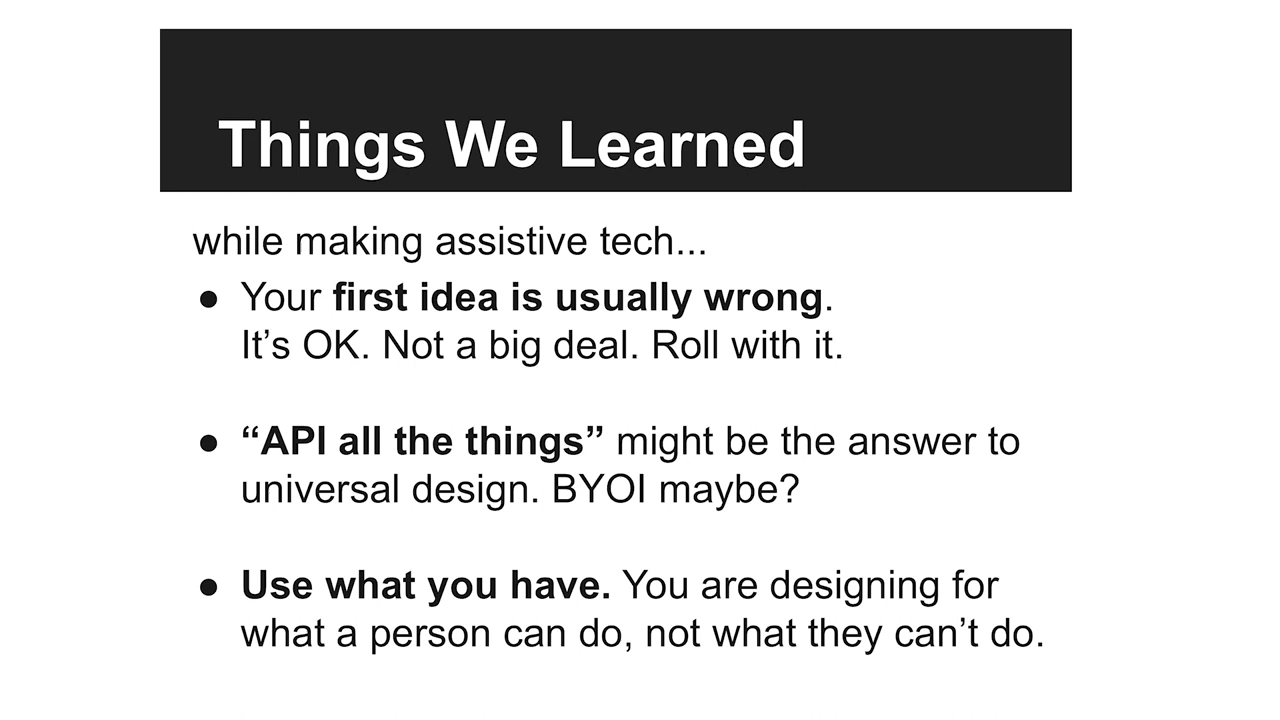 Things We Learned
while making assistive tech...
● Your first idea is usually wrong.
It’s OK. Not a big deal. Roll with it.
● “API all the things” might be the answer to
universal design. BYOI maybe?
● Use what you have. You are designing for
what a person can do, not what they can’t do.